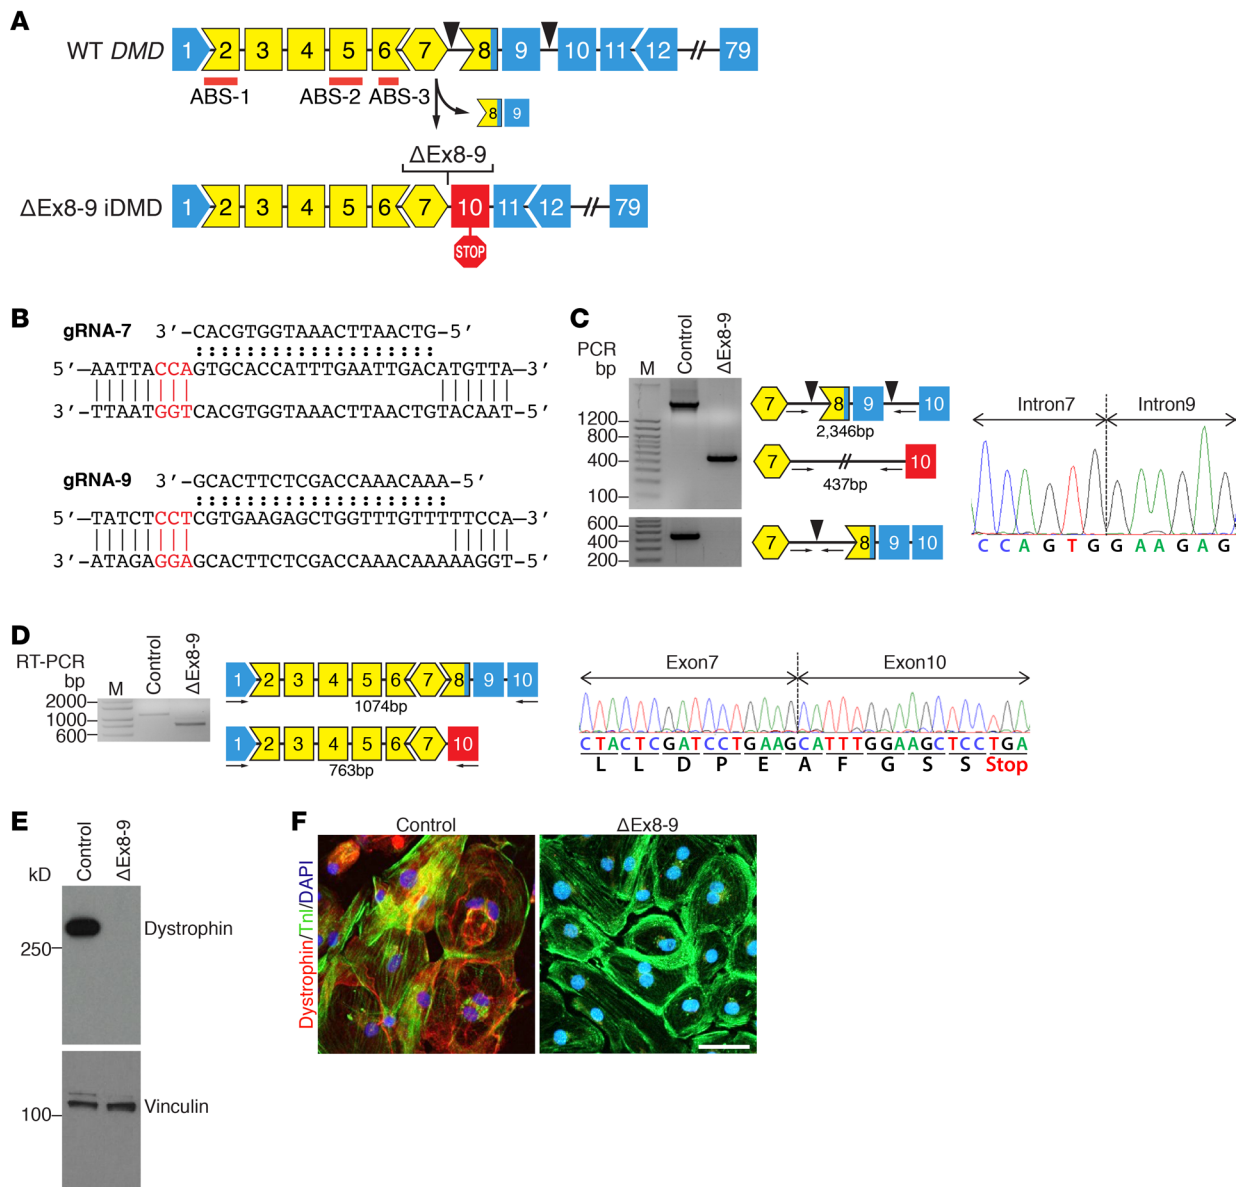 A
WT DMD
1 2 3 4 5 6 7 8 9 10 11 12 // 79
ABS-1 ABS-2 ABS-3
8 9
ΔEx8-9
ΔEx8-9 iDMD
1 2 3 4 5 6 7 10 11 12 // 79
STOP
B
gRNA-7 3'-CACGTGGTAAACTTAACTG-5'
5'-AATTACCAGTGCACCATTTGAATTGACATGTTA-3'
3'-TTAATGGTCACGTGGTAAACTTAACTGTACAAT-5'
gRNA-9 3'-GCACTTCTCGACCAAACAAA-5'
5'-TATCTCCTCGTGAAGAGCTGGTTTGTTTTTCCA-3'
3'-ATAGAGGAGCACTTCTCGACCAAACAAAAAGGT-5'
C
PCR
bp
M Control ΔEx8-9
1200
800
400
100
600
400
200
7 8 9 10
2,346bp
7 // 10
437bp
7 8 9 10
Intron7 Intron9
C C A G T G G A A G A G
D
RT-PCR
bp
M Control ΔEx8-9
2000
1000
600
1 2 3 4 5 6 7 8 9 10
1074bp
1 2 3 4 5 6 7 10
763bp
Exon7 Exon10
CTACTCGATCCTGAAGCATTTGGAAGCTCCTGA
L L D P E A F G S S Stop
E
kD
Control ΔEx8-9
Dystrophin
250
Vinculin
100
F
Control ΔEx8-9
Dystrophin/TnI/DAPI